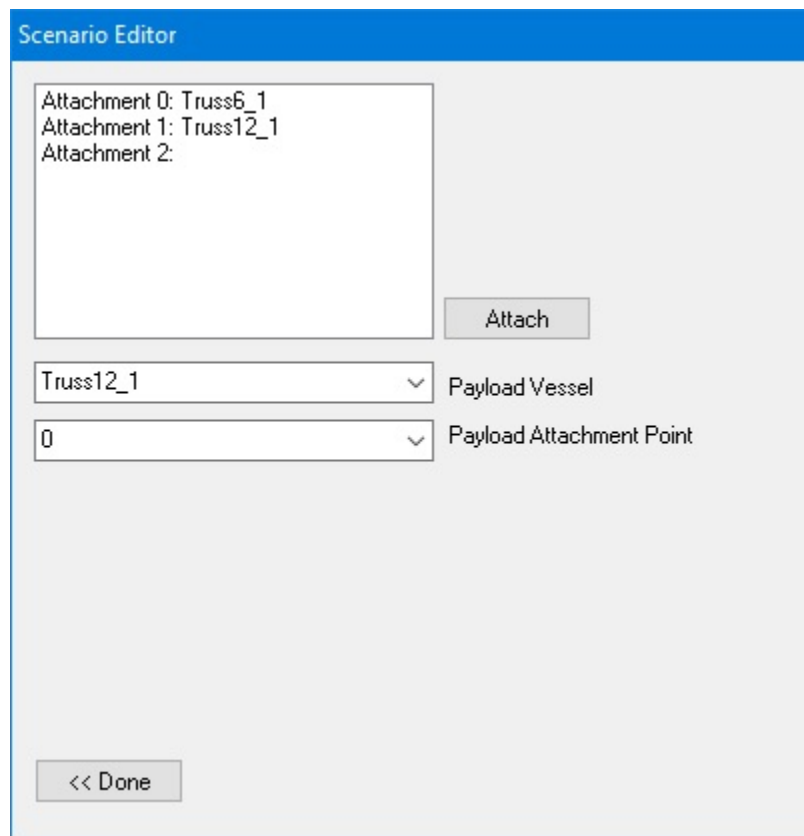 Scenario Editor
Attachment 0: Truss6_1
Attachment 1: Truss12_1
Attachment 2:
Attach
Truss12_1
Payload Vessel
0
Payload Attachment Point
<< Done